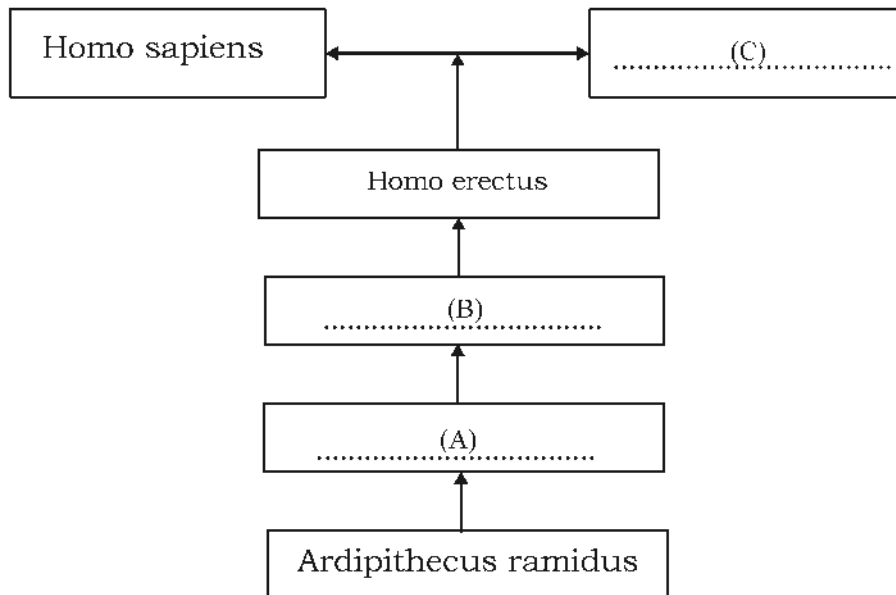 Homo sapiens
(C)
Homo erectus
(B)
(A)
Ardipithecus ramidus